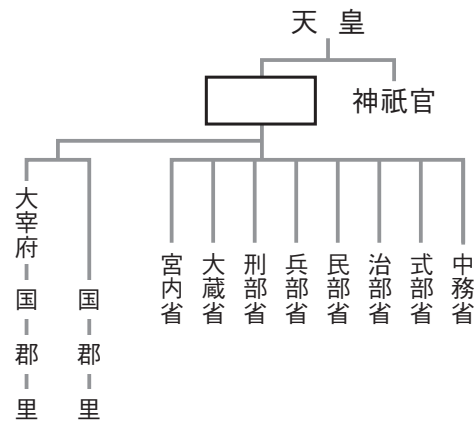 天皇
神祇官
中務省
式部省
治部省
民部省
兵部省
刑部省
大蔵省
宮内省
国
郡
里
大宰府
国
郡
里